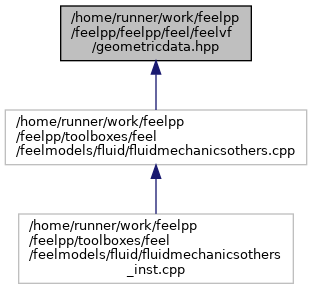 /home/runner/work/feelpp
/feelpp/feelpp/feel/feelvf
/geometricdata.hpp
/home/runner/work/feelpp
/feelpp/toolboxes/feel
/feelmodels/fluid/fluidmechanicsothers.cpp
/home/runner/work/feelpp
/feelpp/toolboxes/feel
/feelmodels/fluid/fluidmechanicsothers
_inst.cpp